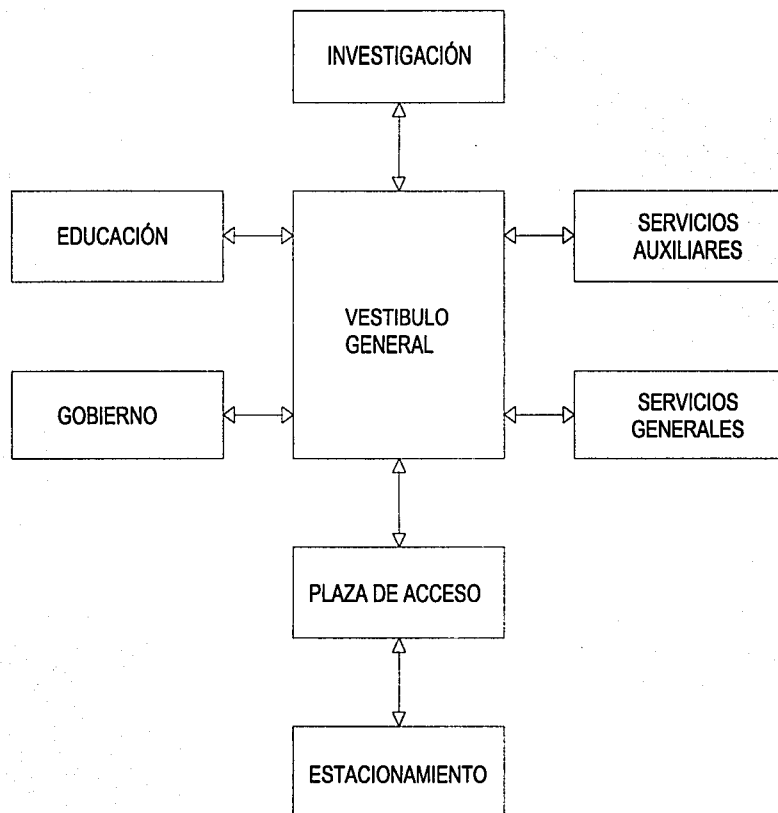 INVESTIGACIÓN
EDUCACIÓN
SERVICIOS
AUXILIARES
VESTIBULO
GENERAL
GOBIERNO
SERVICIOS
GENERALES
PLAZA DE ACCESO
ESTACIONAMIENTO